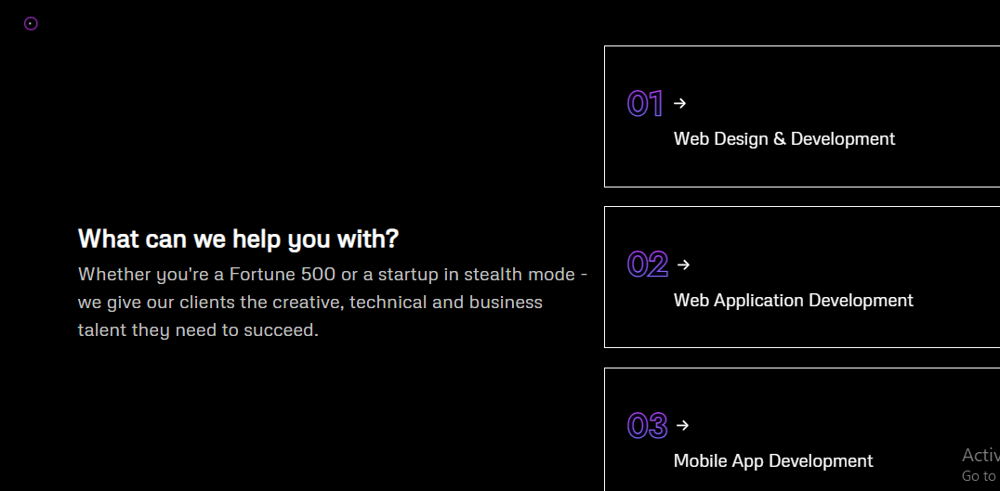 What can we help you with?
Whether you're a Fortune 500 or a startup in stealth mode -
we give our clients the creative, technical and business
talent they need to succeed.
01 →
Web Design & Development
02 →
Web Application Development
03 →
Mobile App Development
Go to